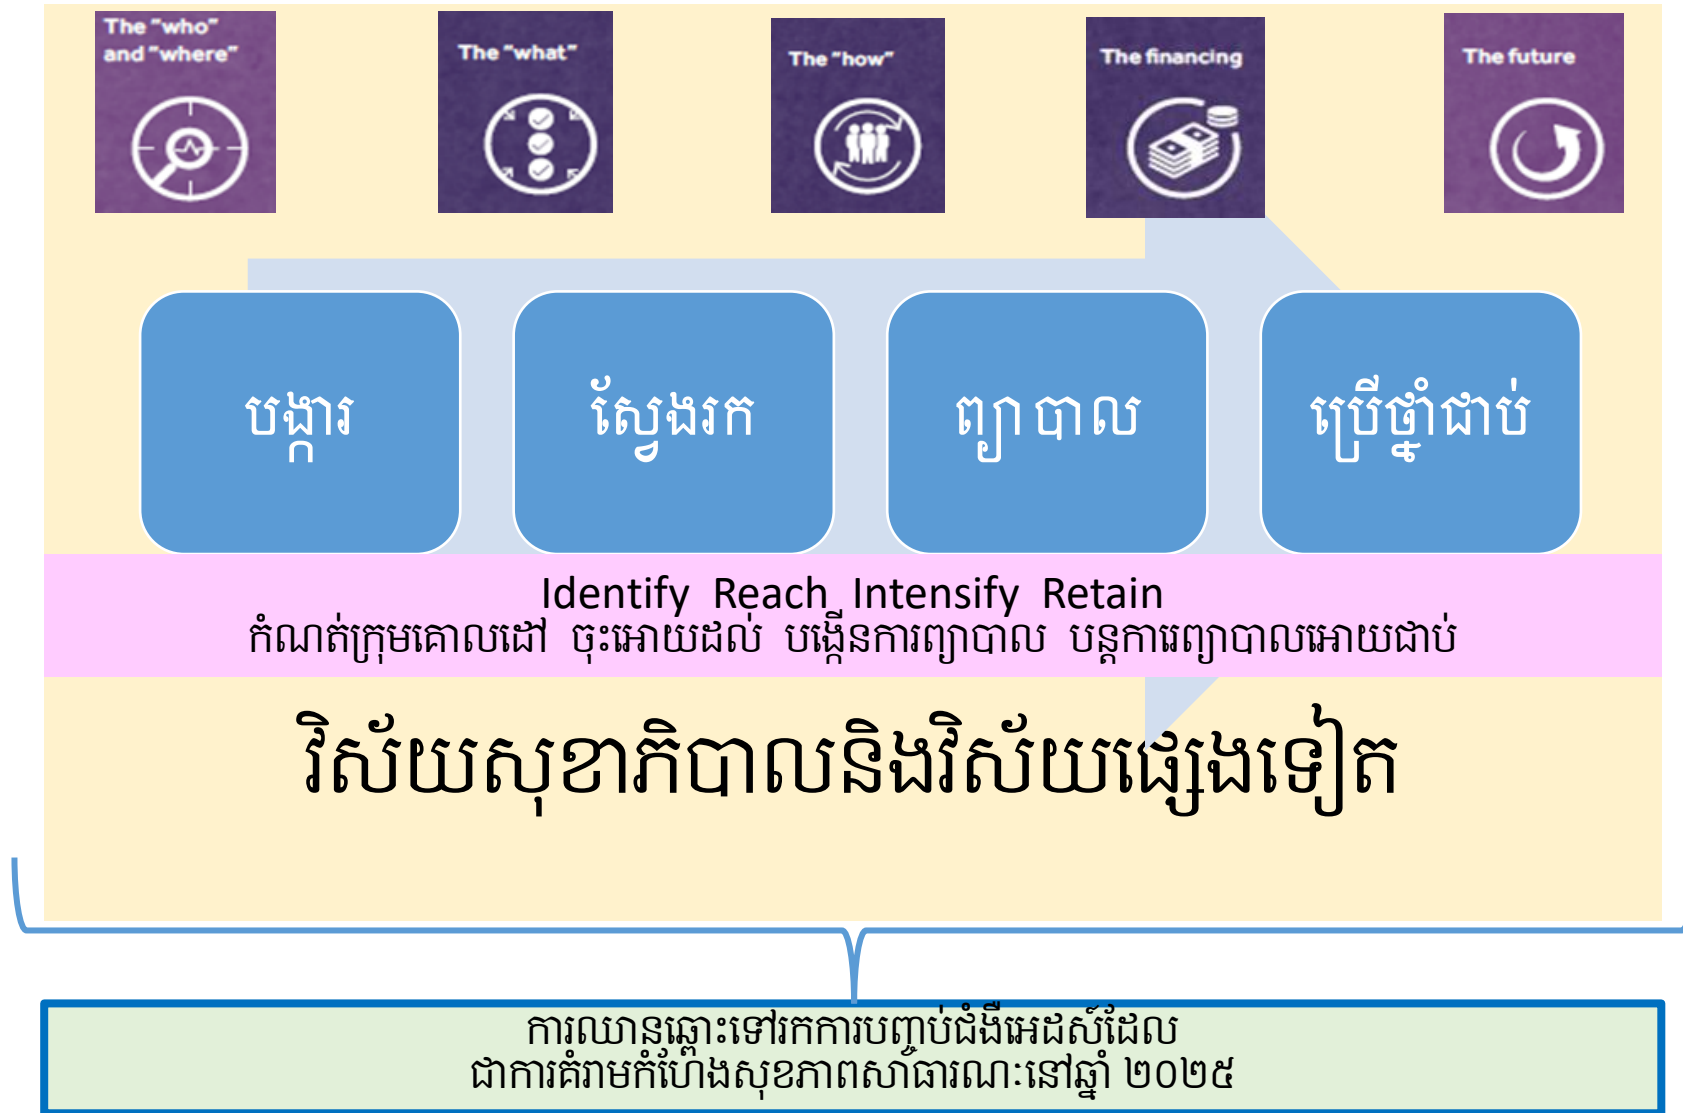 The "who"
and "where"
The "what"
The "how"
The financing
The future
បង្ការ
ស្វែងរក
ព្យាបាល
ប្រើថ្នាំជាប់
Identify Reach Intensify Retain
កំណត់ក្រុមគោលដៅ ចុះអោយដល់ បង្កើនការព្យាបាល បន្តការព្យាបាលអោយជាប់
វិស័យសុខាភិបាលនិងវិស័យផ្សេងទៀត
ការឈានឆ្ពោះទៅរកការបញ្ចប់ជំងឺអេដស៍ដែល
ជាការគំរាមកំហែងសុខភាពសាធារណៈនៅឆ្នាំ ២០២៥